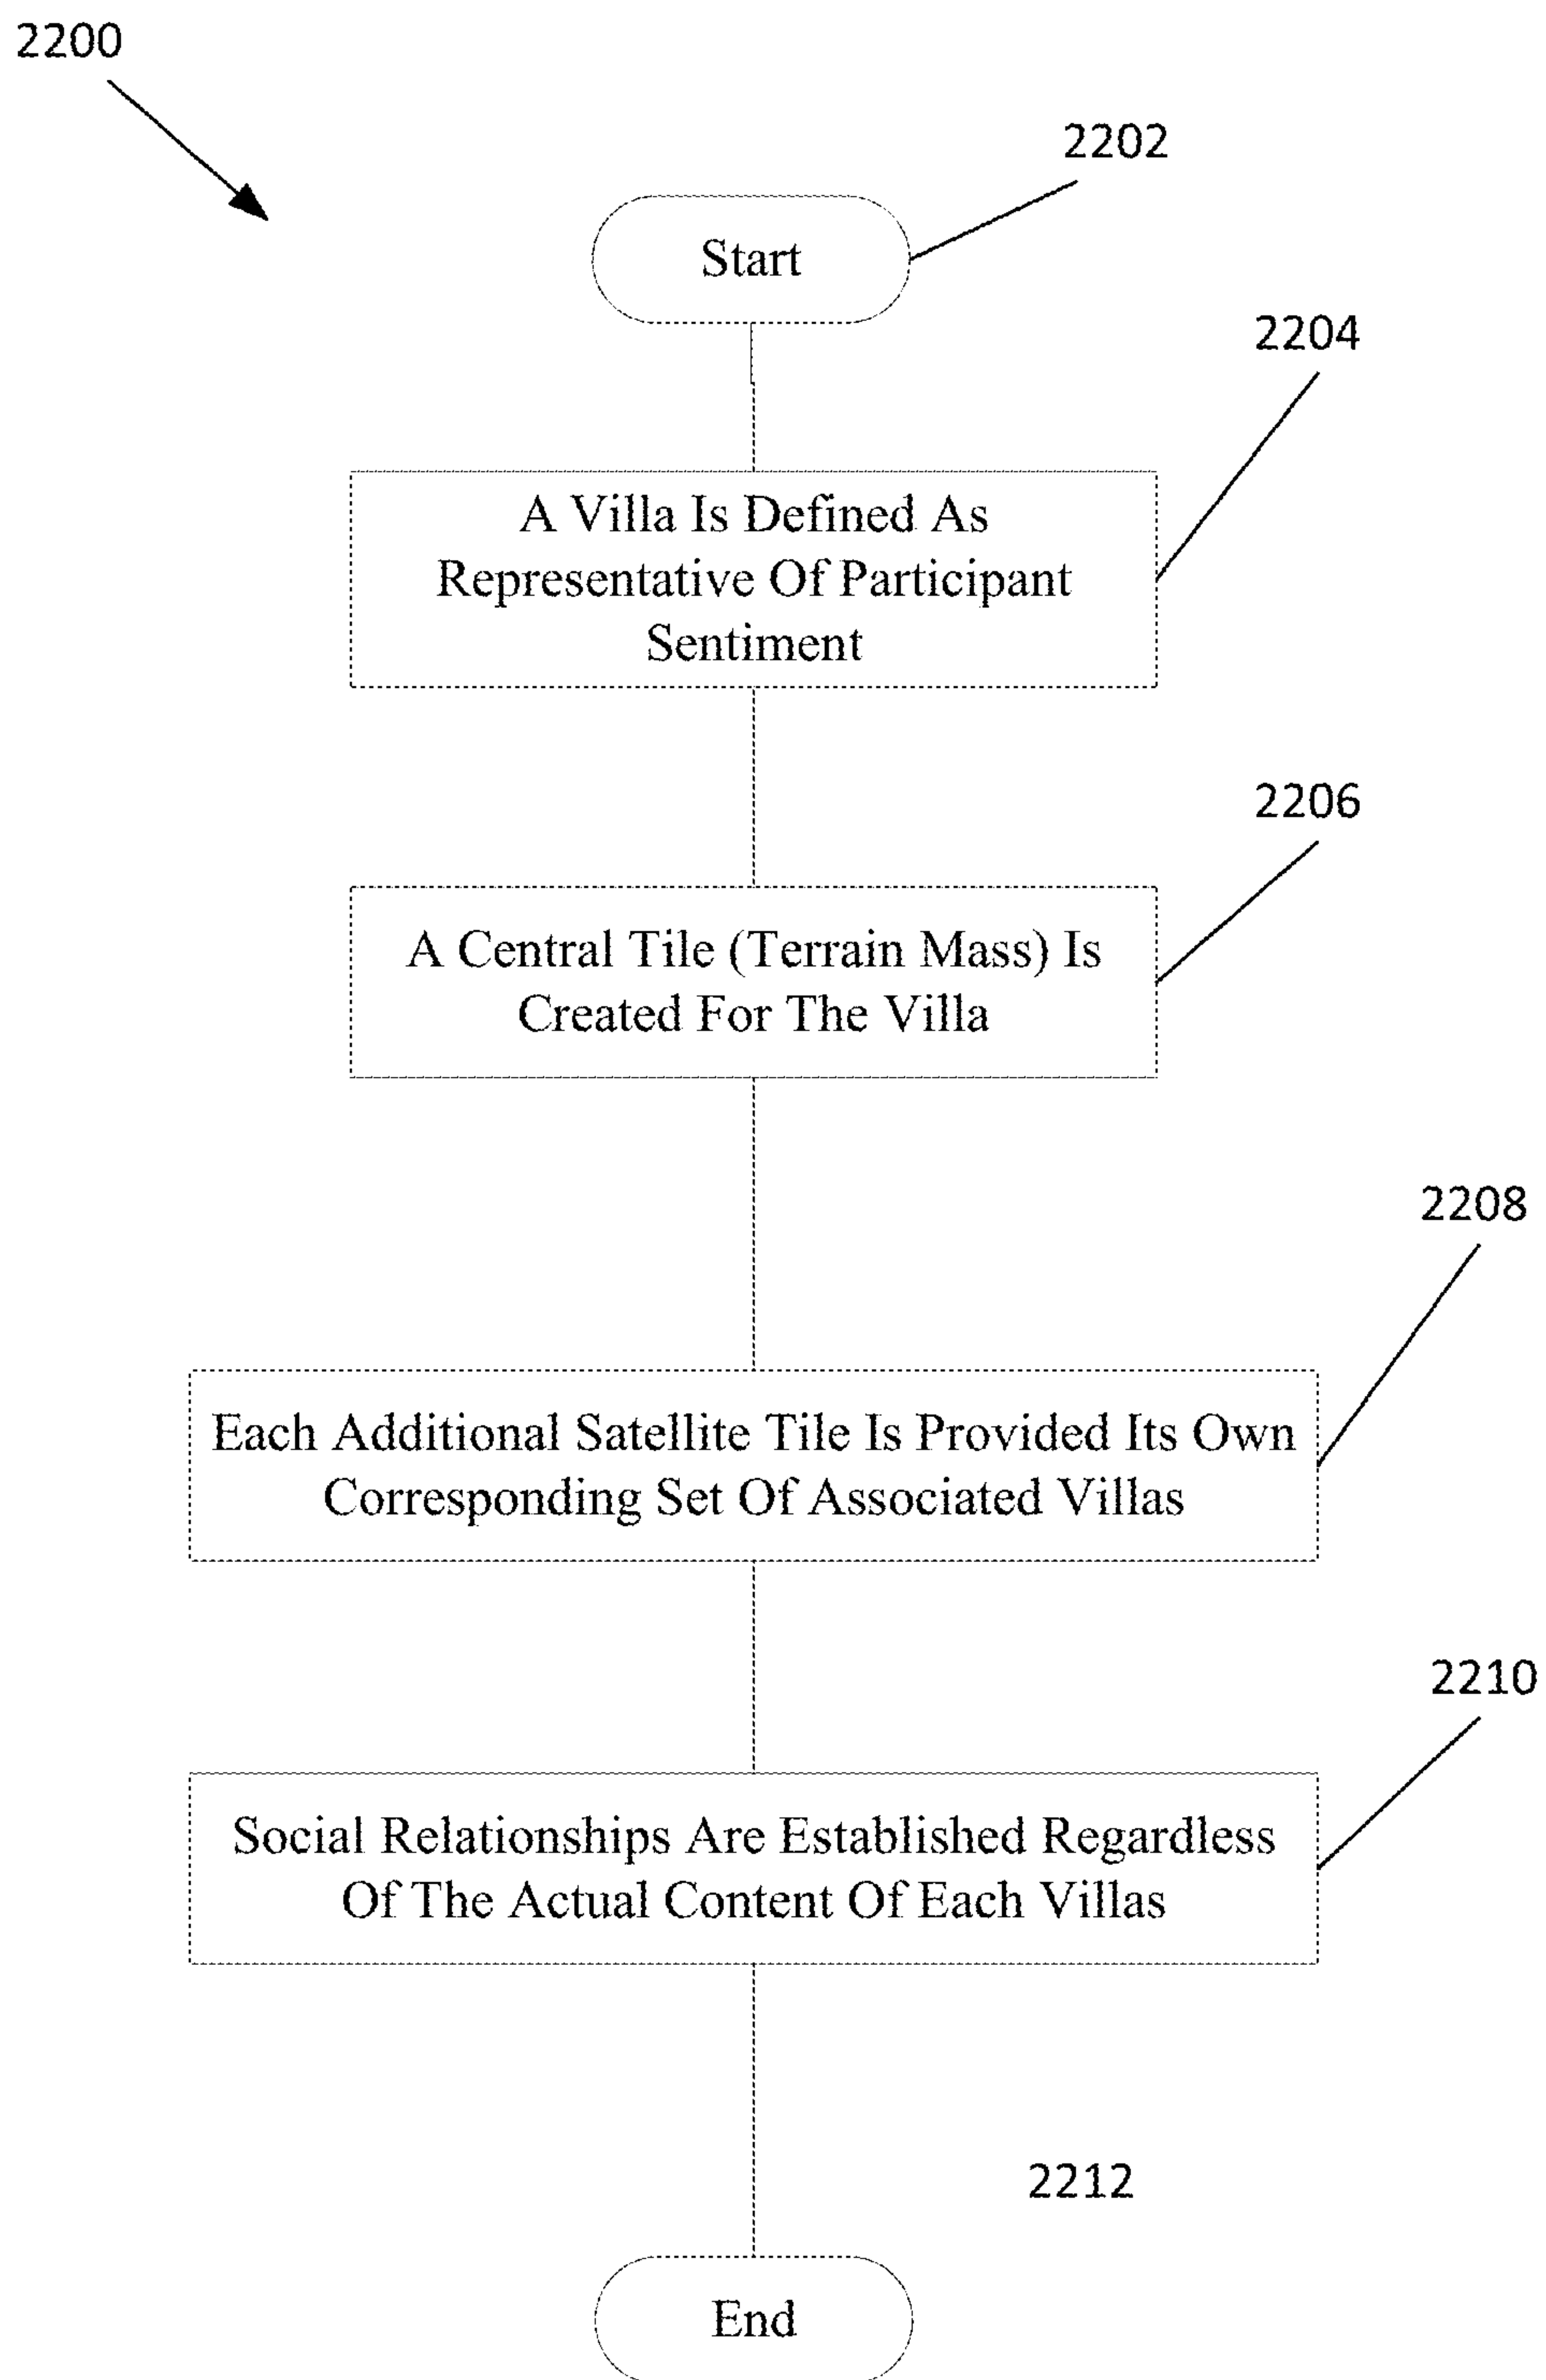 2200
2202
Start
2204
A Villa Is Defined As
Representative Of Participant
Sentiment
2206
A Central Tile (Terrain Mass) Is
Created For The Villa
2208
Each Additional Satellite Tile Is Provided Its Own
Corresponding Set Of Associated Villas
2210
Social Relationships Are Established Regardless
Of The Actual Content Of Each Villas
2212
End